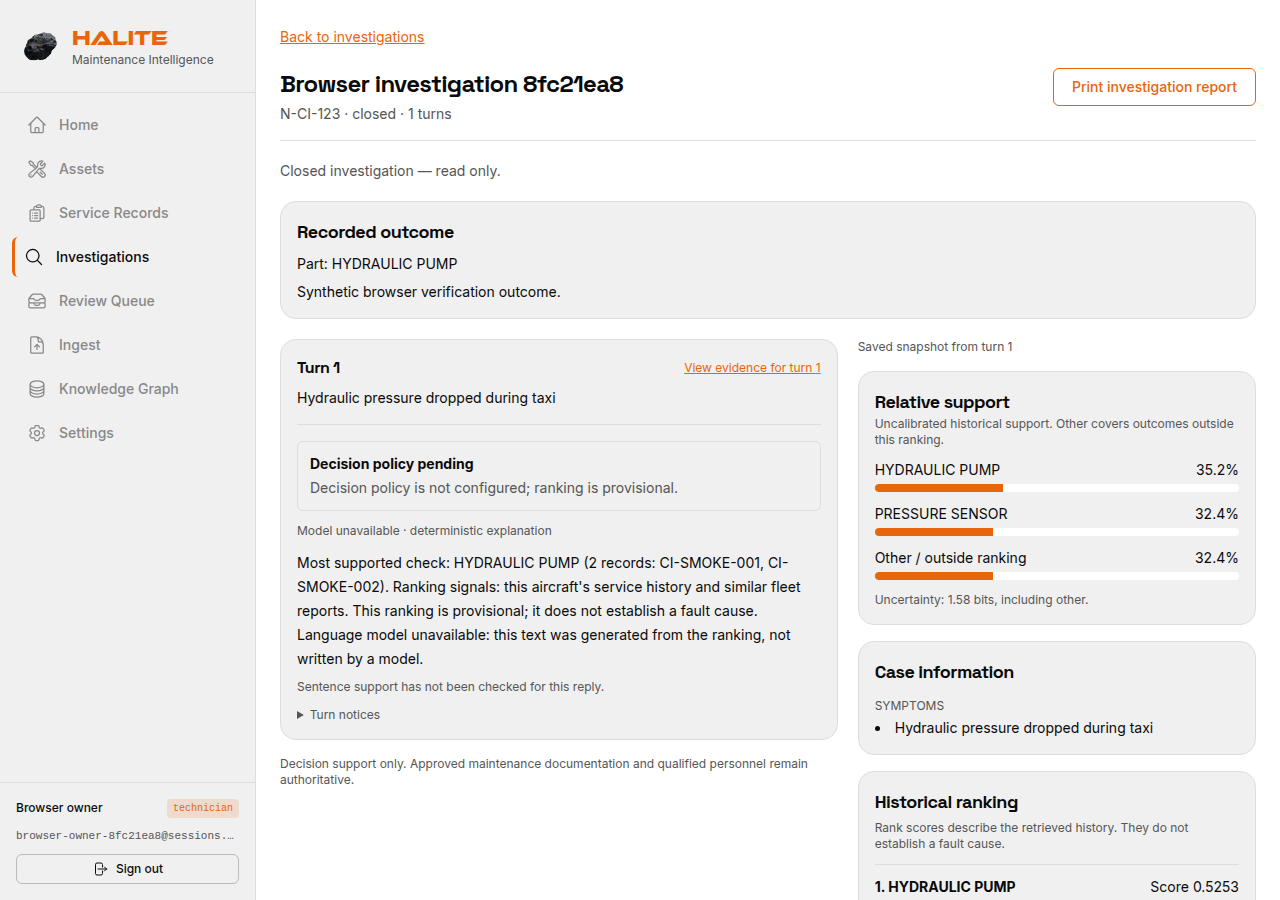 HALITE
Maintenance Intelligence
Home
Assets
Service Records
Investigations
Review Queue
Ingest
Knowledge Graph
Settings
Browser owner
technician
browser-owner-8fc21ea8@sessions.…
Sign out
Back to investigations
Browser investigation 8fc21ea8
Print investigation report
N-CI-123 · closed · 1 turns
Closed investigation — read only.
Recorded outcome
Part: HYDRAULIC PUMP
Synthetic browser verification outcome.
Turn 1
View evidence for turn 1
Hydraulic pressure dropped during taxi
Decision policy pending
Decision policy is not configured; ranking is provisional.
Model unavailable · deterministic explanation
Most supported check: HYDRAULIC PUMP (2 records: CI-SMOKE-001, CI-
SMOKE-002). Ranking signals: this aircraft's service history and similar fleet
reports. This ranking is provisional; it does not establish a fault cause.
Language model unavailable: this text was generated from the ranking, not
written by a model.
Sentence support has not been checked for this reply.
Turn notices
Decision support only. Approved maintenance documentation and qualified personnel remain
authoritative.
Saved snapshot from turn 1
Relative support
Uncalibrated historical support. Other covers outcomes outside
this ranking.
HYDRAULIC PUMP 35.2%
PRESSURE SENSOR 32.4%
Other / outside ranking 32.4%
Uncertainty: 1.58 bits, including other.
Case information
SYMPTOMS
• Hydraulic pressure dropped during taxi
Historical ranking
Rank scores describe the retrieved history. They do not
establish a fault cause.
1. HYDRAULIC PUMP Score 0.5253